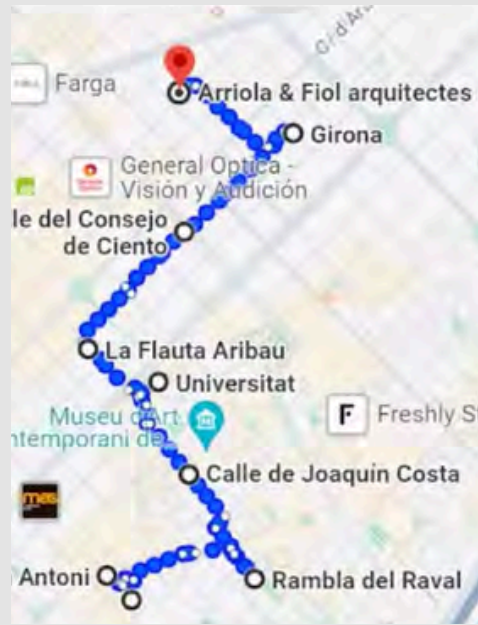 Farga
Arriola & Fiol arquitectes
Girona
General Optica -
Visión y Audición
le del Consejo
de Ciento
La Flauta Aribau
Universitat
Museu d'Art
ntemporani de
F
Freshly S
mas
Calle de Joaquín Costa
Antoni
Rambla del Raval